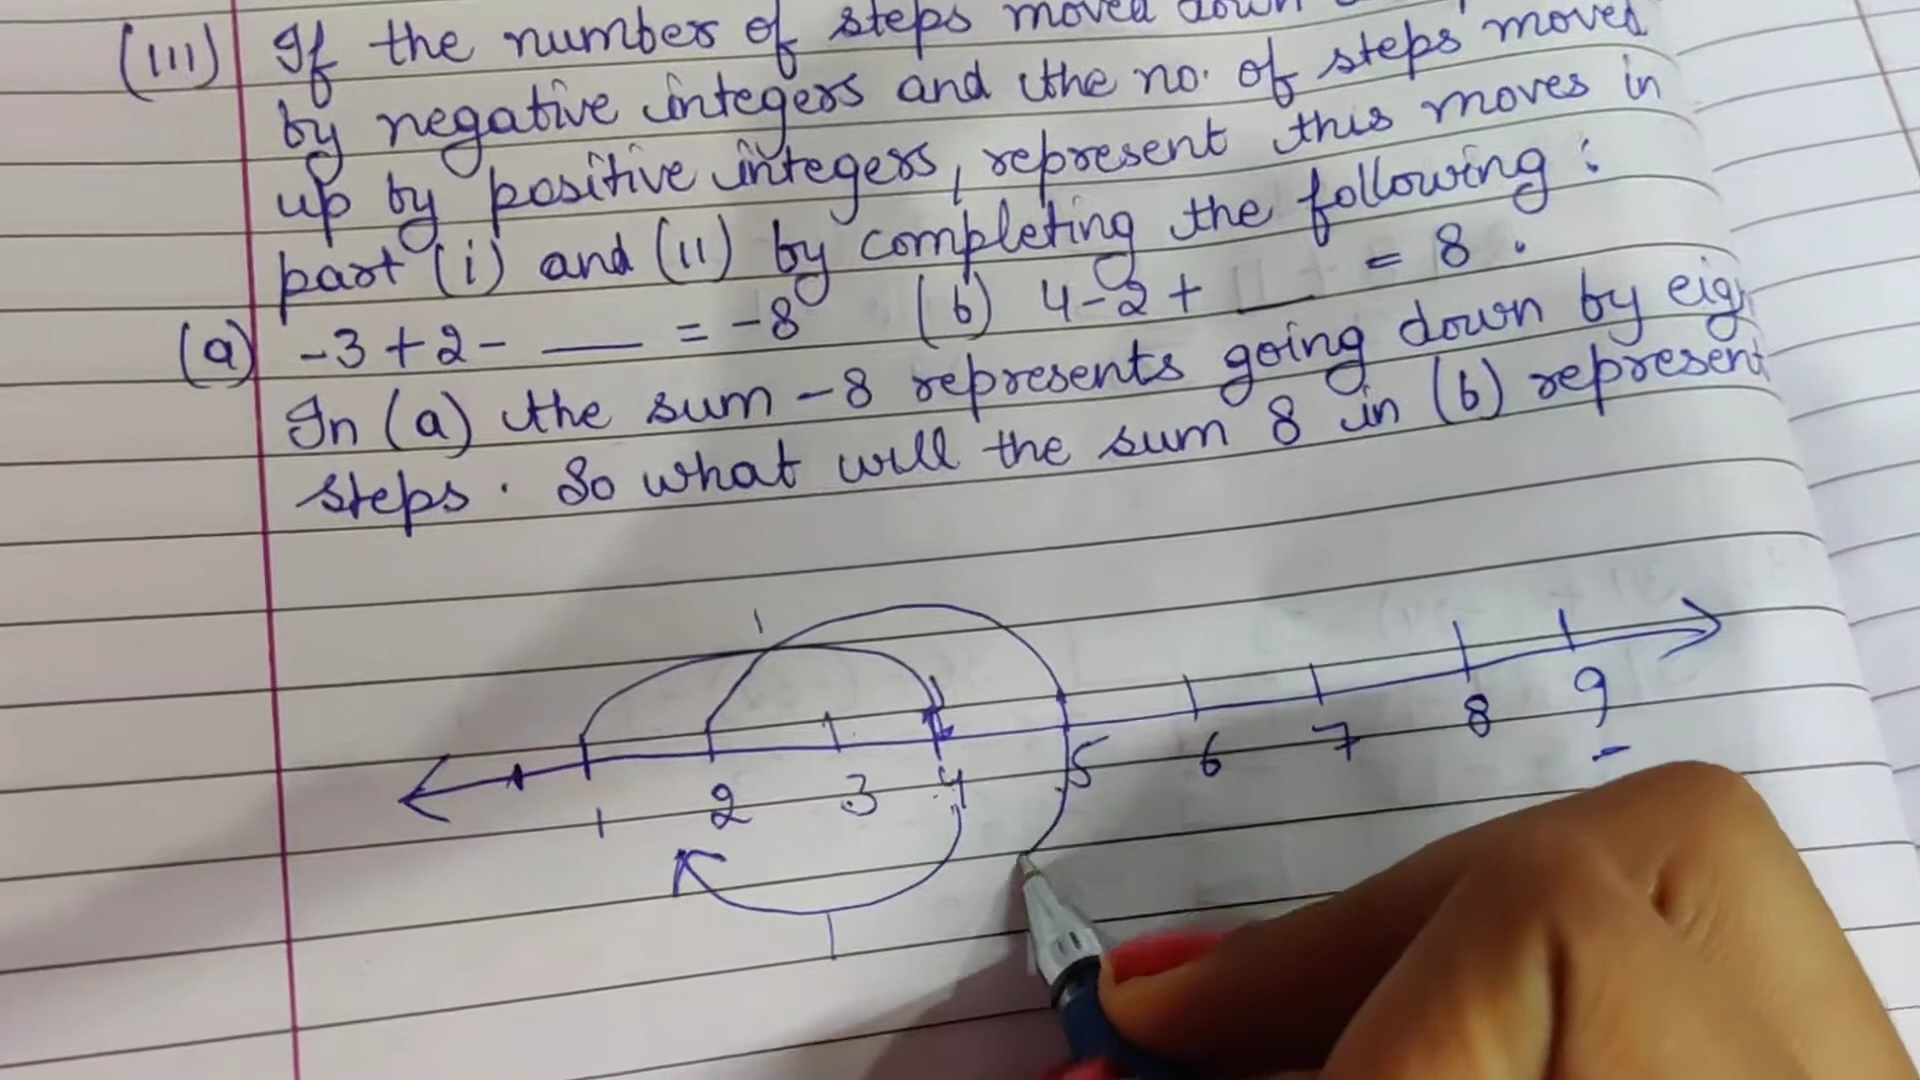 (III) If the number of steps moved down
by negative integers and the no. of steps moved
up by positive integers, represent this moves in
part (i) and (II) by completing the following :
(a) -3 + 2 - ___ = -8 (b) 4 - 2 + ___ = 8 .
In (a) the sum -8 represents going down by eig
steps. So what will the sum 8 in (b) represent
1 2 3 4 5 6 7 8 9